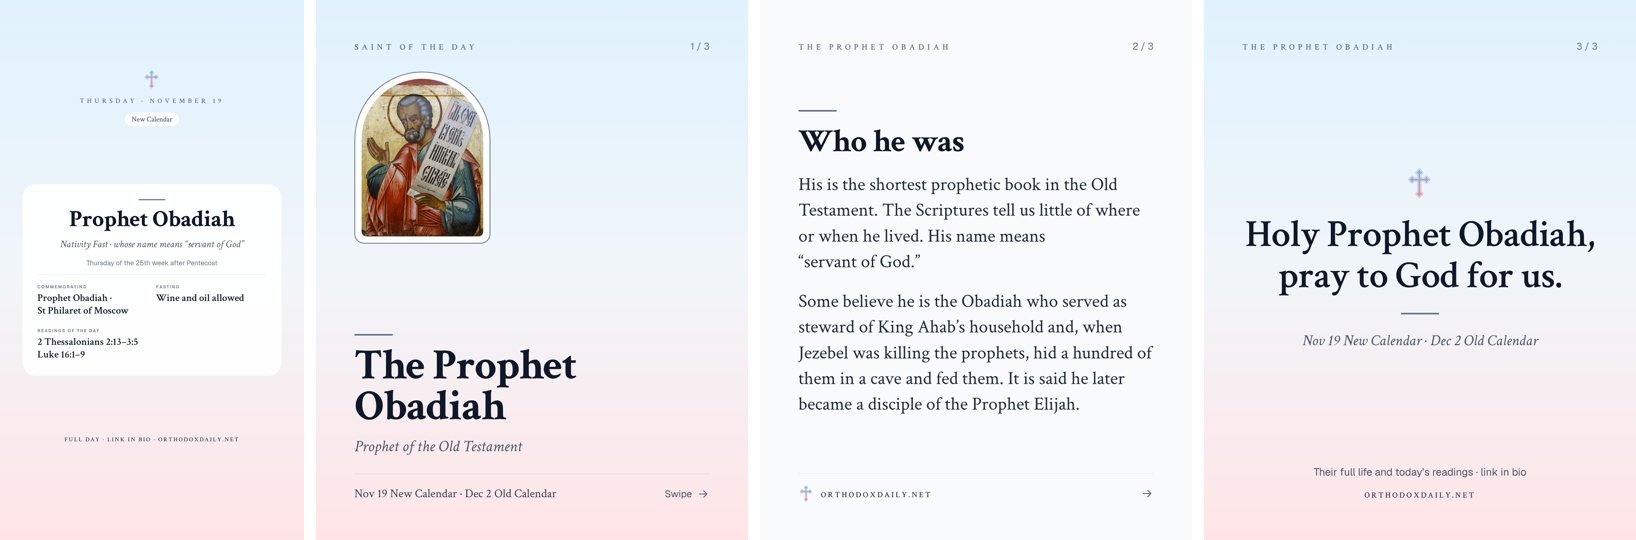 THURSDAY · NOVEMBER 19
New Calendar
Prophet Obadiah
Nativity Fast · whose name means “servant of God”
Thursday of the 25th week after Pentecost
COMMEMORATING
Prophet Obadiah ·
St Philaret of Moscow
FASTING
Wine and oil allowed
READINGS OF THE DAY
2 Thessalonians 2:13–3:5
Luke 16:1–9
FULL DAY · LINK IN BIO · ORTHODOXDAILY.NET
SAINT OF THE DAY
1 / 3
The Prophet
Obadiah
Prophet of the Old Testament
Nov 19 New Calendar · Dec 2 Old Calendar
Swipe →
THE PROPHET OBADIAH
2 / 3
Who he was
His is the shortest prophetic book in the Old
Testament. The Scriptures tell us little of where
or when he lived. His name means
“servant of God.”
Some believe he is the Obadiah who served as
steward of King Ahab’s household and, when
Jezebel was killing the prophets, hid a hundred of
them in a cave and fed them. It is said he later
became a disciple of the Prophet Elijah.
ORTHODOXDAILY.NET
→
THE PROPHET OBADIAH
3 / 3
Holy Prophet Obadiah,
pray to God for us.
Nov 19 New Calendar · Dec 2 Old Calendar
Their full life and today’s readings · link in bio
ORTHODOXDAILY.NET